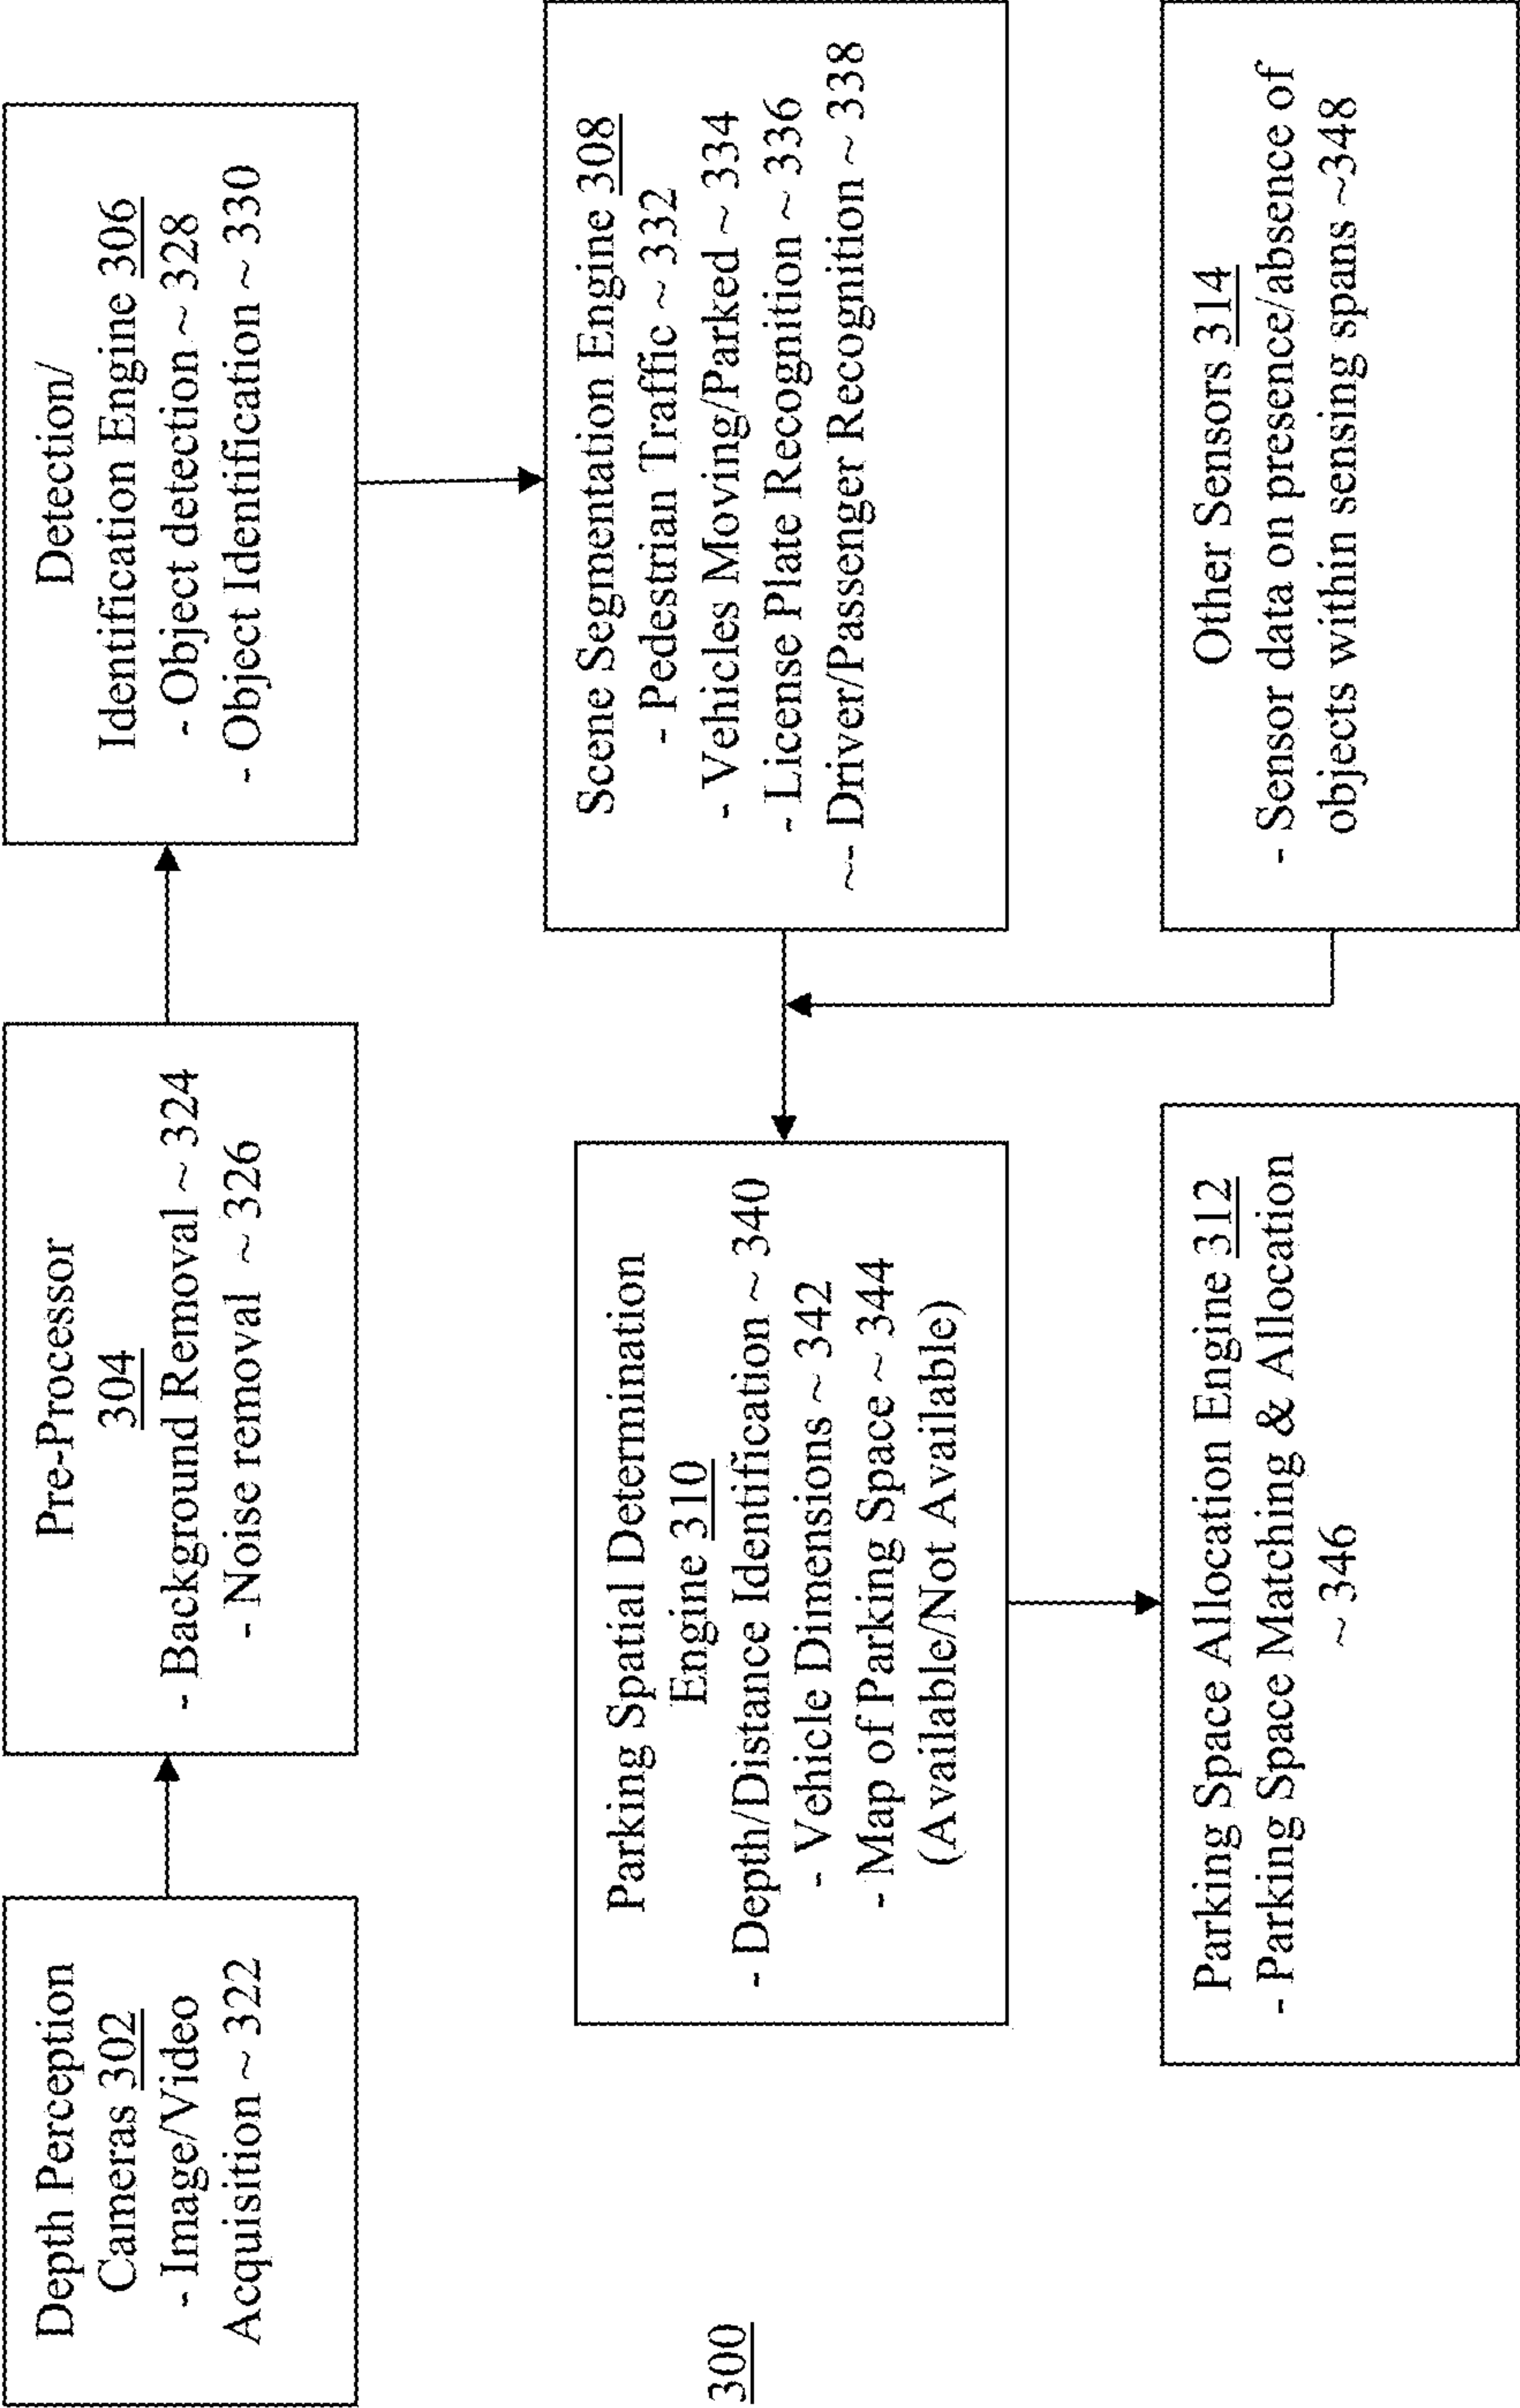 Depth Perception
Cameras 302
- Image/Video
Acquisition ~ 322
Pre-Processor
304
- Background Removal ~ 324
- Noise removal ~ 326
Detection/
Identification Engine 306
- Object detection ~ 328
- Object Identification ~ 330
Scene Segmentation Engine 308
- Pedestrian Traffic ~ 332
- Vehicles Moving/Parked ~ 334
- License Plate Recognition ~ 336
~- Driver/Passenger Recognition ~ 338
Parking Spatial Determination
Engine 310
- Depth/Distance Identification ~ 340
- Vehicle Dimensions ~ 342
- Map of Parking Space ~ 344
(Available/Not Available)
Other Sensors 314
- Sensor data on presence/absence of
objects within sensing spans ~348
Parking Space Allocation Engine 312
- Parking Space Matching & Allocation
~ 346
300